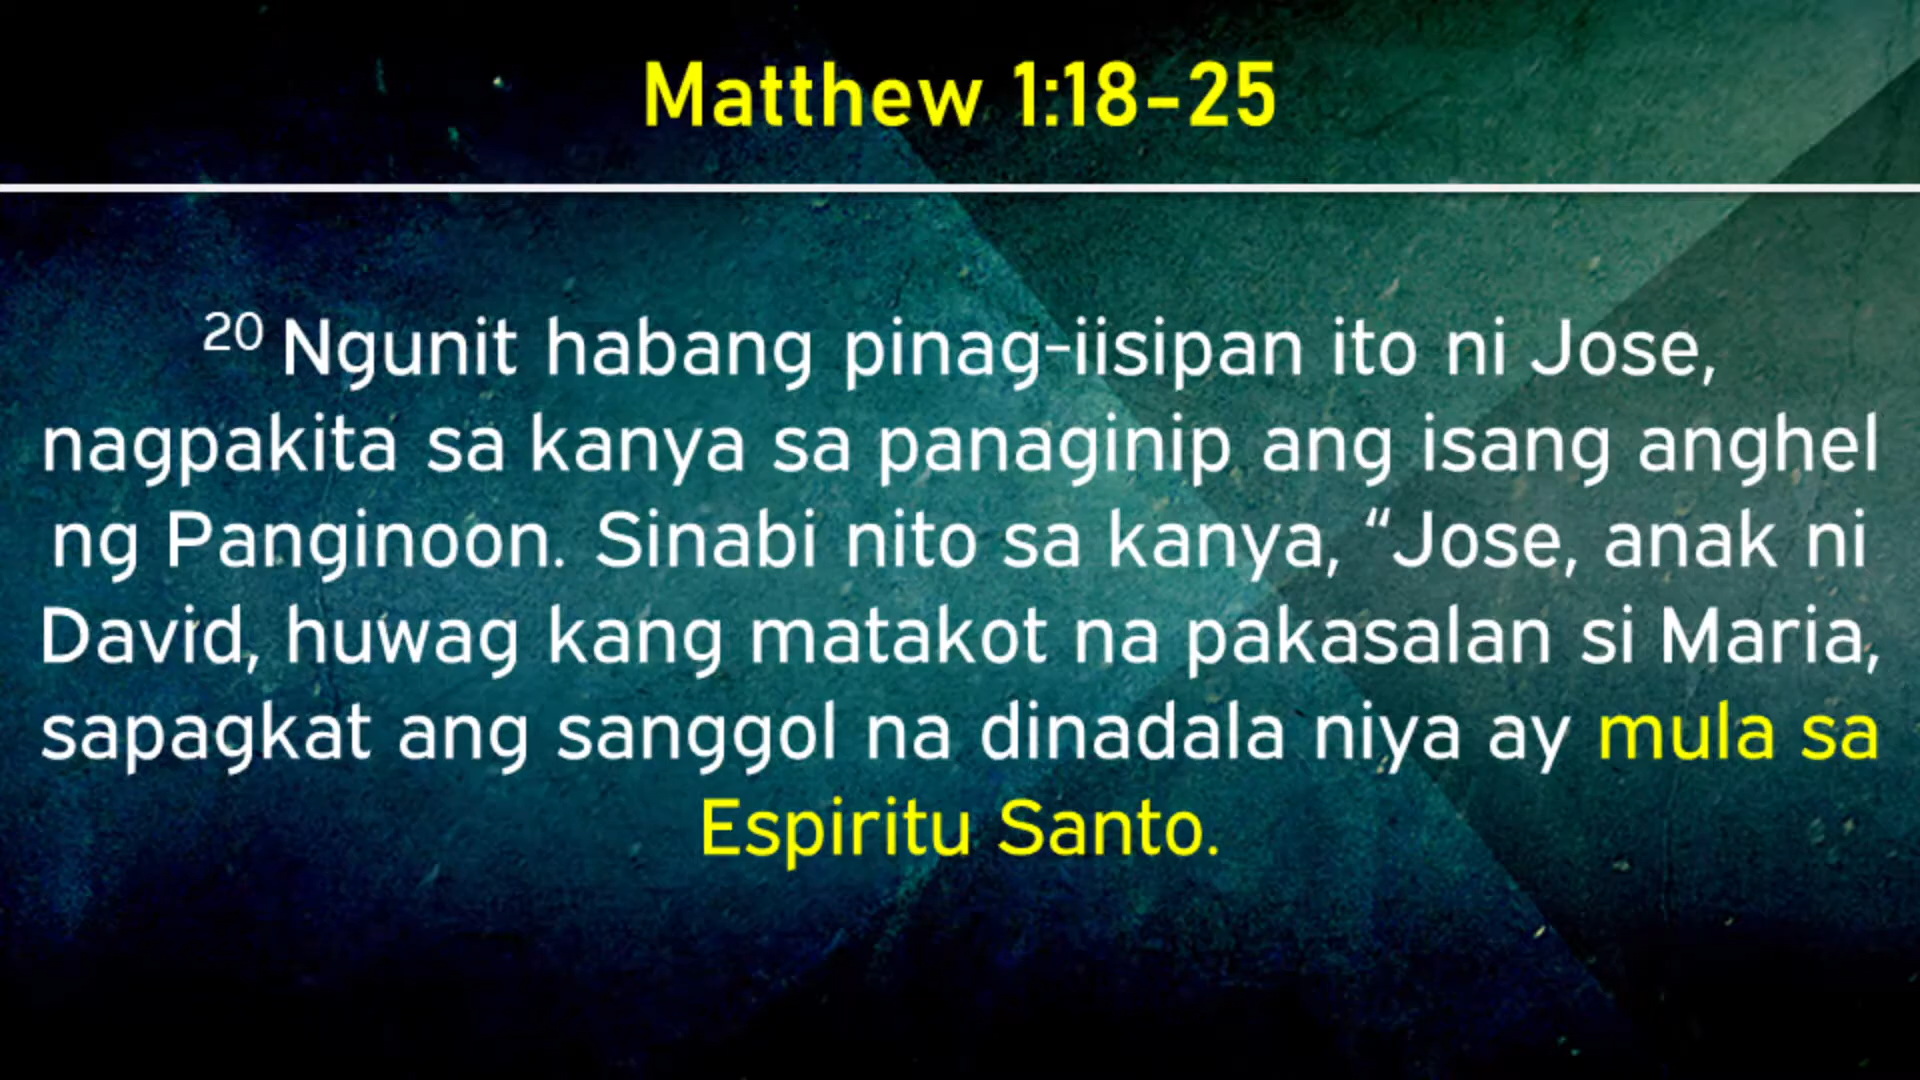 Matthew 1:18-25
20 Ngunit habang pinag-iisipan ito ni Jose,
nagpakita sa kanya sa panaginip ang isang anghel
ng Panginoon. Sinabi nito sa kanya, “Jose, anak ni
David, huwag kang matakot na pakasalan si Maria,
sapagkat ang sanggol na dinadala niya ay mula sa
Espiritu Santo.